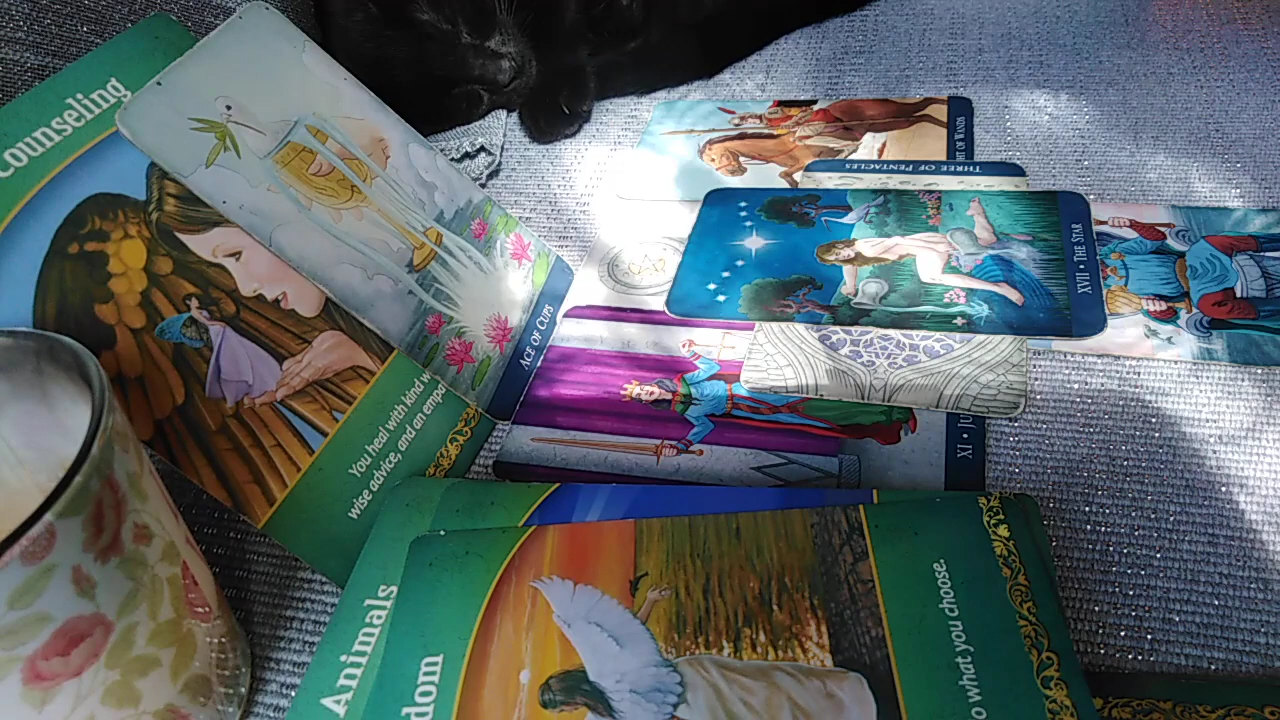 Counseling
You heal with kind w
wise advice, and an empa
ACE OF CUPS
HT OF WANDS
THREE OF PENTACLES
XVII • THE STAR
XI • JU
Animals
dom
o what you choose.